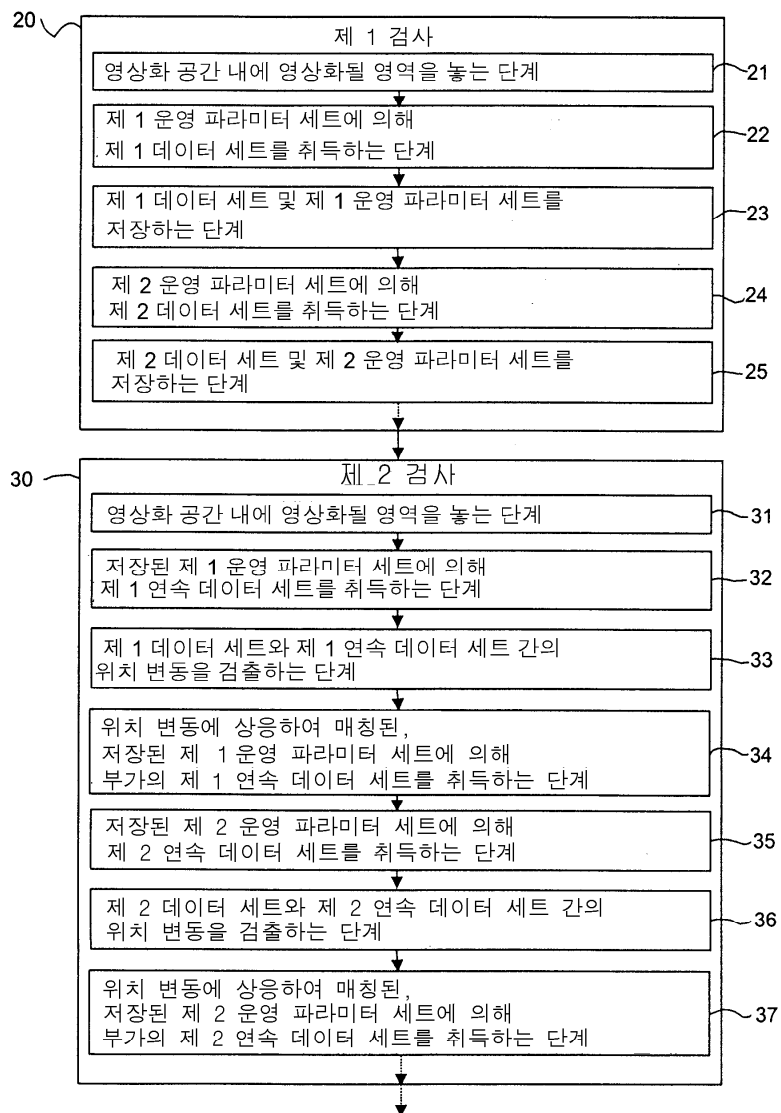 20
제 1 검사
영상화 공간 내에 영상화될 영역을 놓는 단계
21
제 1 운영 파라미터 세트에 의해
제 1 데이터 세트를 취득하는 단계
22
제 1 데이터 세트 및 제 1 운영 파라미터 세트를
저장하는 단계
23
제 2 운영 파라미터 세트에 의해
제 2 데이터 세트를 취득하는 단계
24
제 2 데이터 세트 및 제 2 운영 파라미터 세트를
저장하는 단계
25
30
제 2 검사
영상화 공간 내에 영상화될 영역을 놓는 단계
31
저장된 제 1 운영 파라미터 세트에 의해
제 1 연속 데이터 세트를 취득하는 단계
32
제 1 데이터 세트와 제 1 연속 데이터 세트 간의
위치 변동을 검출하는 단계
33
위치 변동에 상응하여 매칭된,
저장된 제 1 운영 파라미터 세트에 의해
부가의 제 1 연속 데이터 세트를 취득하는 단계
34
저장된 제 2 운영 파라미터 세트에 의해
제 2 연속 데이터 세트를 취득하는 단계
35
제 2 데이터 세트와 제 2 연속 데이터 세트 간의
위치 변동을 검출하는 단계
36
위치 변동에 상응하여 매칭된,
저장된 제 2 운영 파라미터 세트에 의해
부가의 제 2 연속 데이터 세트를 취득하는 단계
37